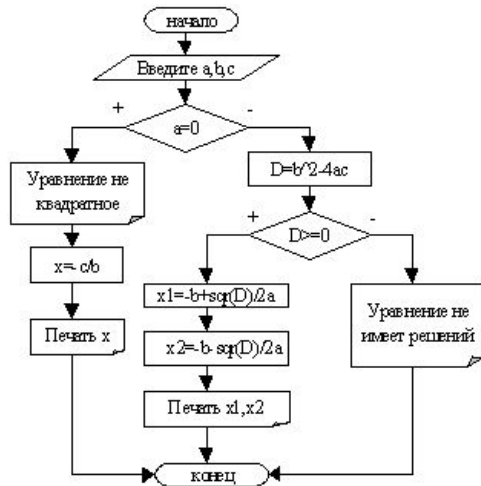 начало
Введите a,b,c
+
-
a=0
Уравнение не
квадратное
D=b^2-4ac
+
-
D>=0
x=-c/b
x1=-b+sqr(D)/2a
Уравнение не
имеет решений
Печать x
x2=-b-sqr(D)/2a
Печать x1,x2
конец